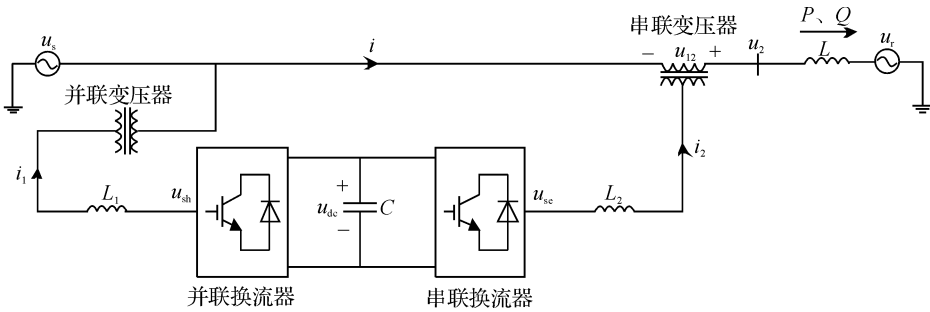 串联变压器
P、Q
u_s
i
− u_12 +
u_2
L
u_r
并联变压器
i_1
i_2
L_1
u_sh
+
u_dc
C
−
u_se
L_2
并联换流器
串联换流器